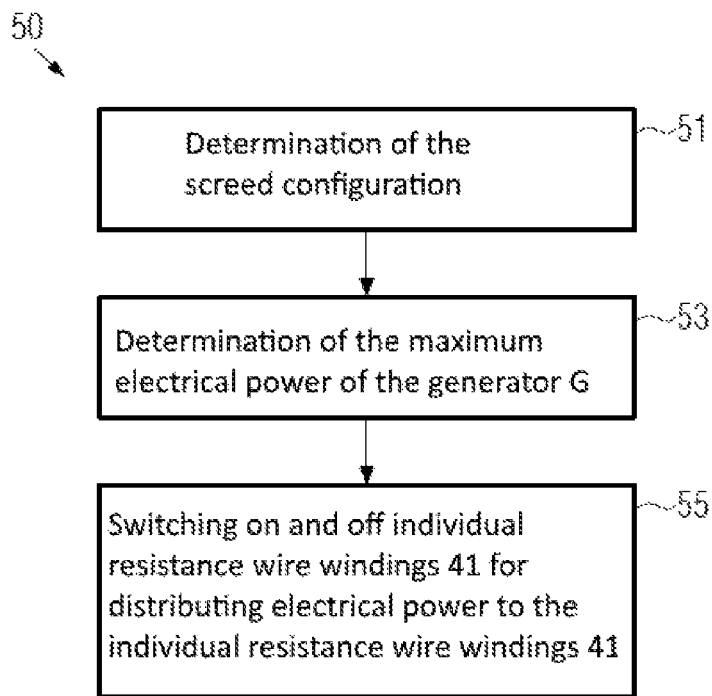 50
Determination of the
screed configuration
51
Determination of the maximum
electrical power of the generator G
53
Switching on and off individual
resistance wire windings 41 for
distributing electrical power to the
individual resistance wire windings 41
55